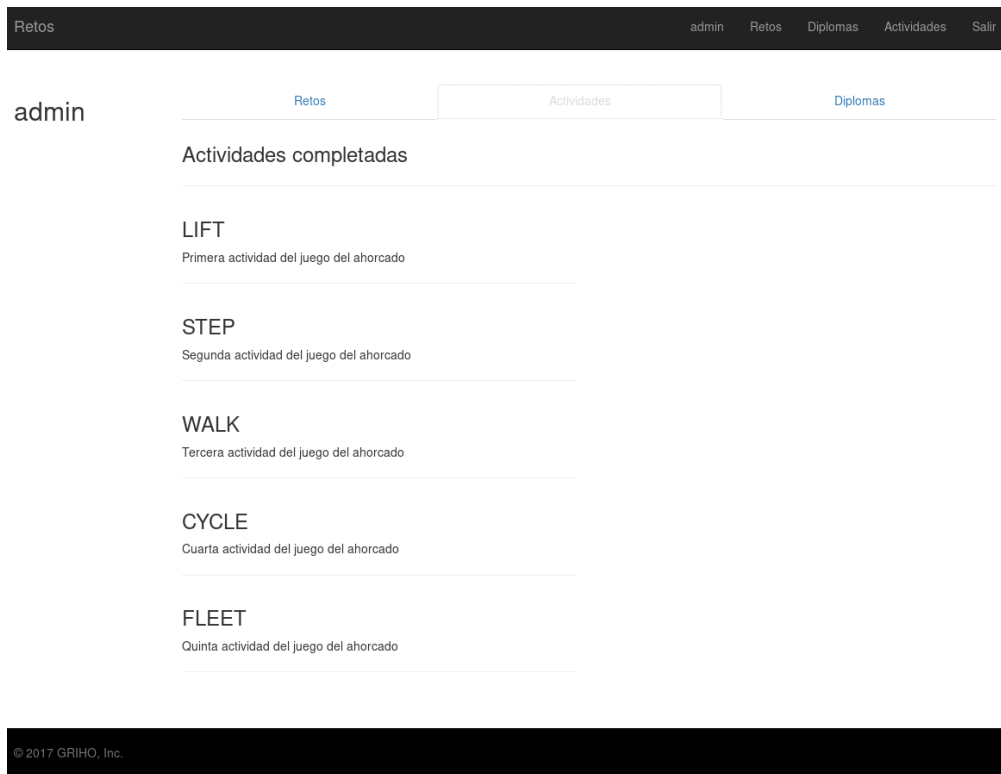 Retos
admin Retos Diplomas Actividades Salir
admin
Retos Actividades Diplomas
Actividades completadas
LIFT
Primera actividad del juego del ahorcado
STEP
Segunda actividad del juego del ahorcado
WALK
Tercera actividad del juego del ahorcado
CYCLE
Cuarta actividad del juego del ahorcado
FLEET
Quinta actividad del juego del ahorcado
© 2017 GRIHO, Inc.